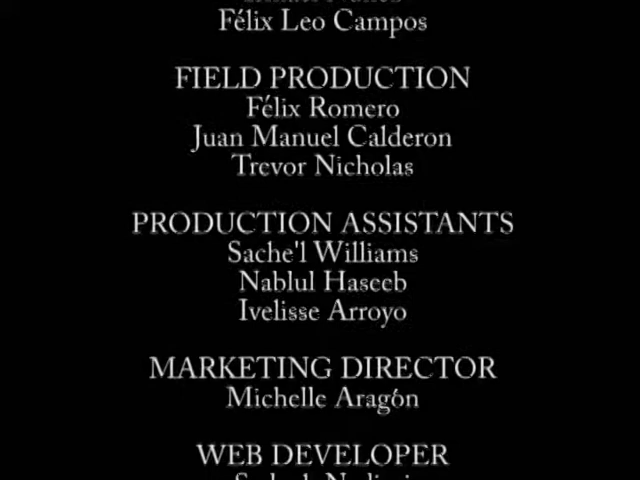 Félix Leo Campos
FIELD PRODUCTION
Félix Romero
Juan Manuel Calderon
Trevor Nicholas
PRODUCTION ASSISTANTS
Sache'l Williams
Nablul Haseeb
Ivelisse Arroyo
MARKETING DIRECTOR
Michelle Aragón
WEB DEVELOPER